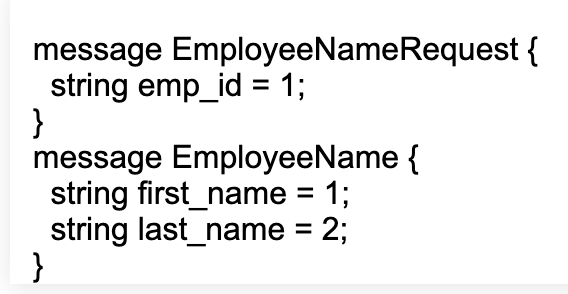 message EmployeeNameRequest {
  string emp_id = 1;
}
message EmployeeName {
  string first_name = 1;
  string last_name = 2;
}